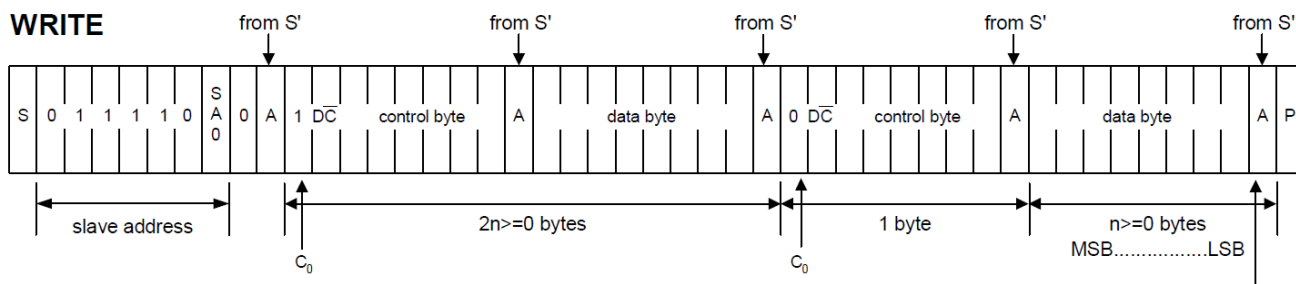 WRITE
from S' from S' from S' from S' from S'
S 0 1 1 1 1 0 SA0 0 A 1 DC̅ control byte A data byte A 0 DC̅ control byte A data byte A P
slave address 2n>=0 bytes 1 byte n>=0 bytes
MSB.................LSB
C₀ C₀